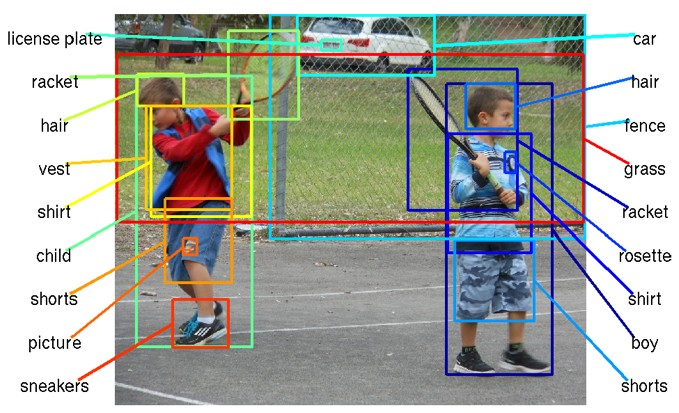 license plate
racket
hair
vest
shirt
child
shorts
picture
sneakers
car
hair
fence
grass
racket
rosette
shirt
boy
shorts